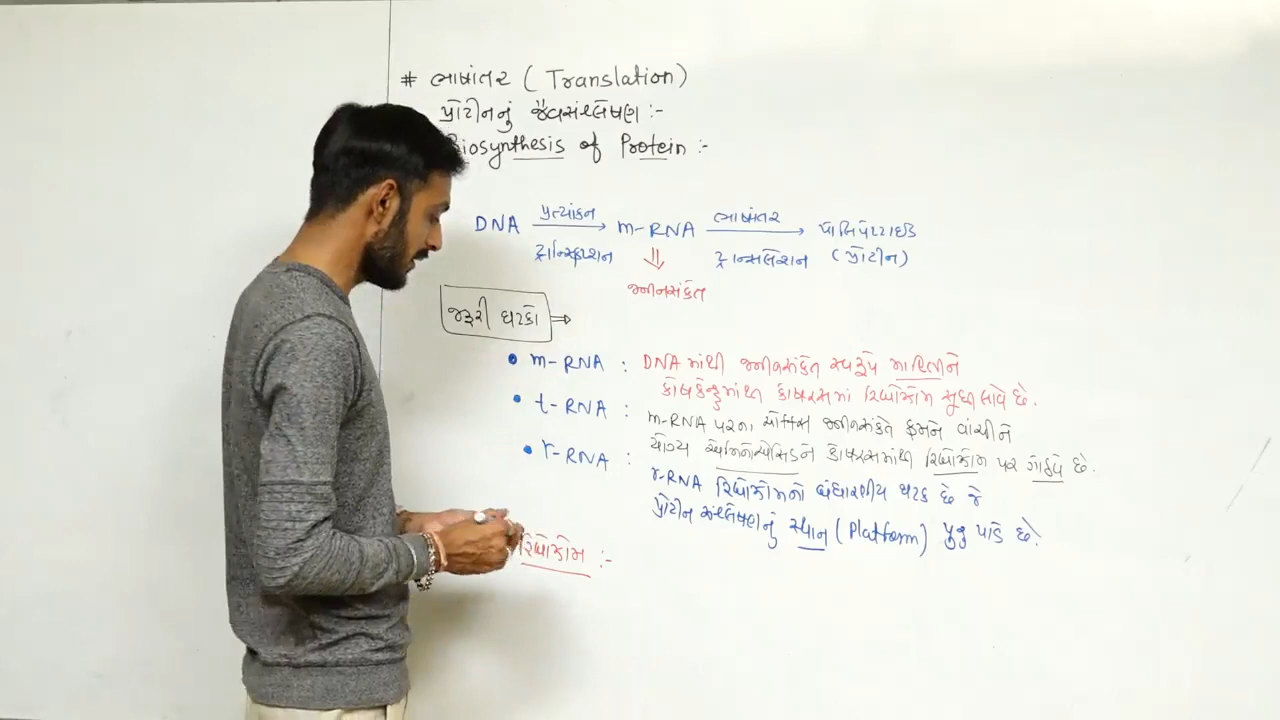 # ભાષાંતર ( Translation )
પ્રોટીનનું જૈવસંશ્લેષણ :-
Biosynthesis of Protein :-
DNA પ્રત્યાંકન → m-RNA ભાષાંતર → પોલિપેપ્ટાઇડ
ટ્રાન્સ્ક્રિપ્શન ⇓ ટ્રાન્સલેશન ( પ્રોટીન )
જનીનસંકેત
જરૂરી ઘટકો ⇒
• m-RNA : DNA માંથી જનીનસંકેત સ્વરૂપે માહિતીને
કોષકેન્દ્રમાંથી કોષરસમાં રિબોઝોમ સુધી લાવે છે.
• t-RNA : m-RNA પરના ચોક્કસ જનીનસંકેત ક્રમને વાંચીને
યોગ્ય એમિનોએસિડને કોષરસમાંથી રિબોઝોમ પર ગોઠવે છે.
• r-RNA : r-RNA રિબોઝોમનો બંધારણીય ઘટક છે જે
પ્રોટીન સંશ્લેષણનું સ્થાન ( Platform ) પુરુ પાડે છે.
રિબોઝોમ :-